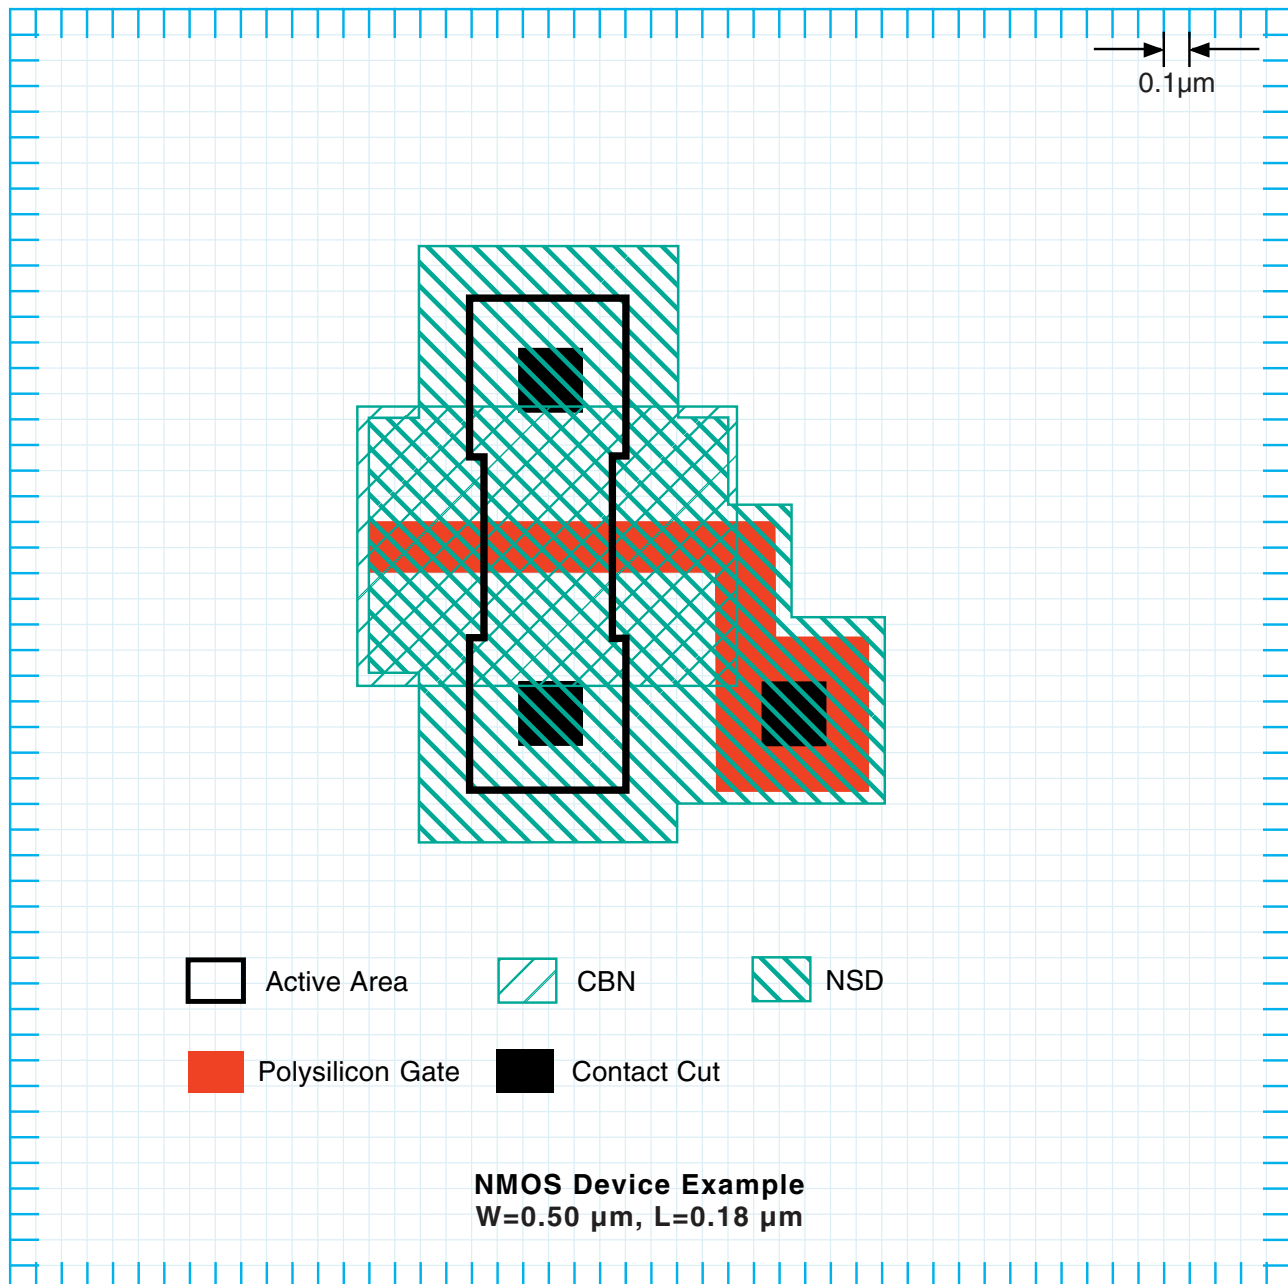 0.1µm
Active Area
CBN
NSD
Polysilicon Gate
Contact Cut
NMOS Device Example
W=0.50 µm, L=0.18 µm